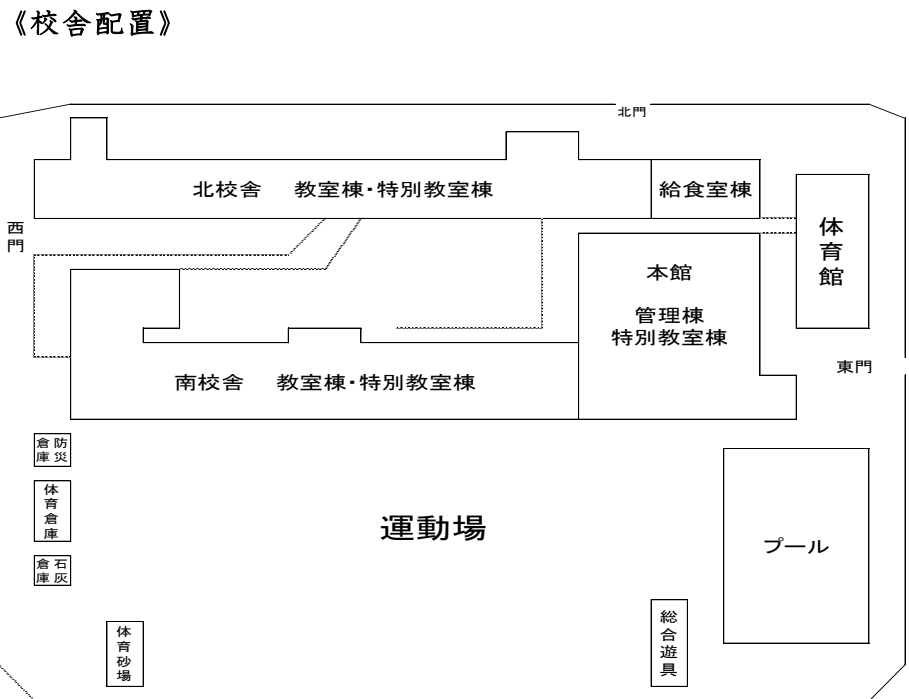 《校舎配置》
北門
北校舎　教室棟・特別教室棟
給食室棟
西門
体育館
本館
管理棟
特別教室棟
東門
南校舎　教室棟・特別教室棟
防災倉庫
体育倉庫
石灰倉庫
運動場
プール
体育砂場
総合遊具